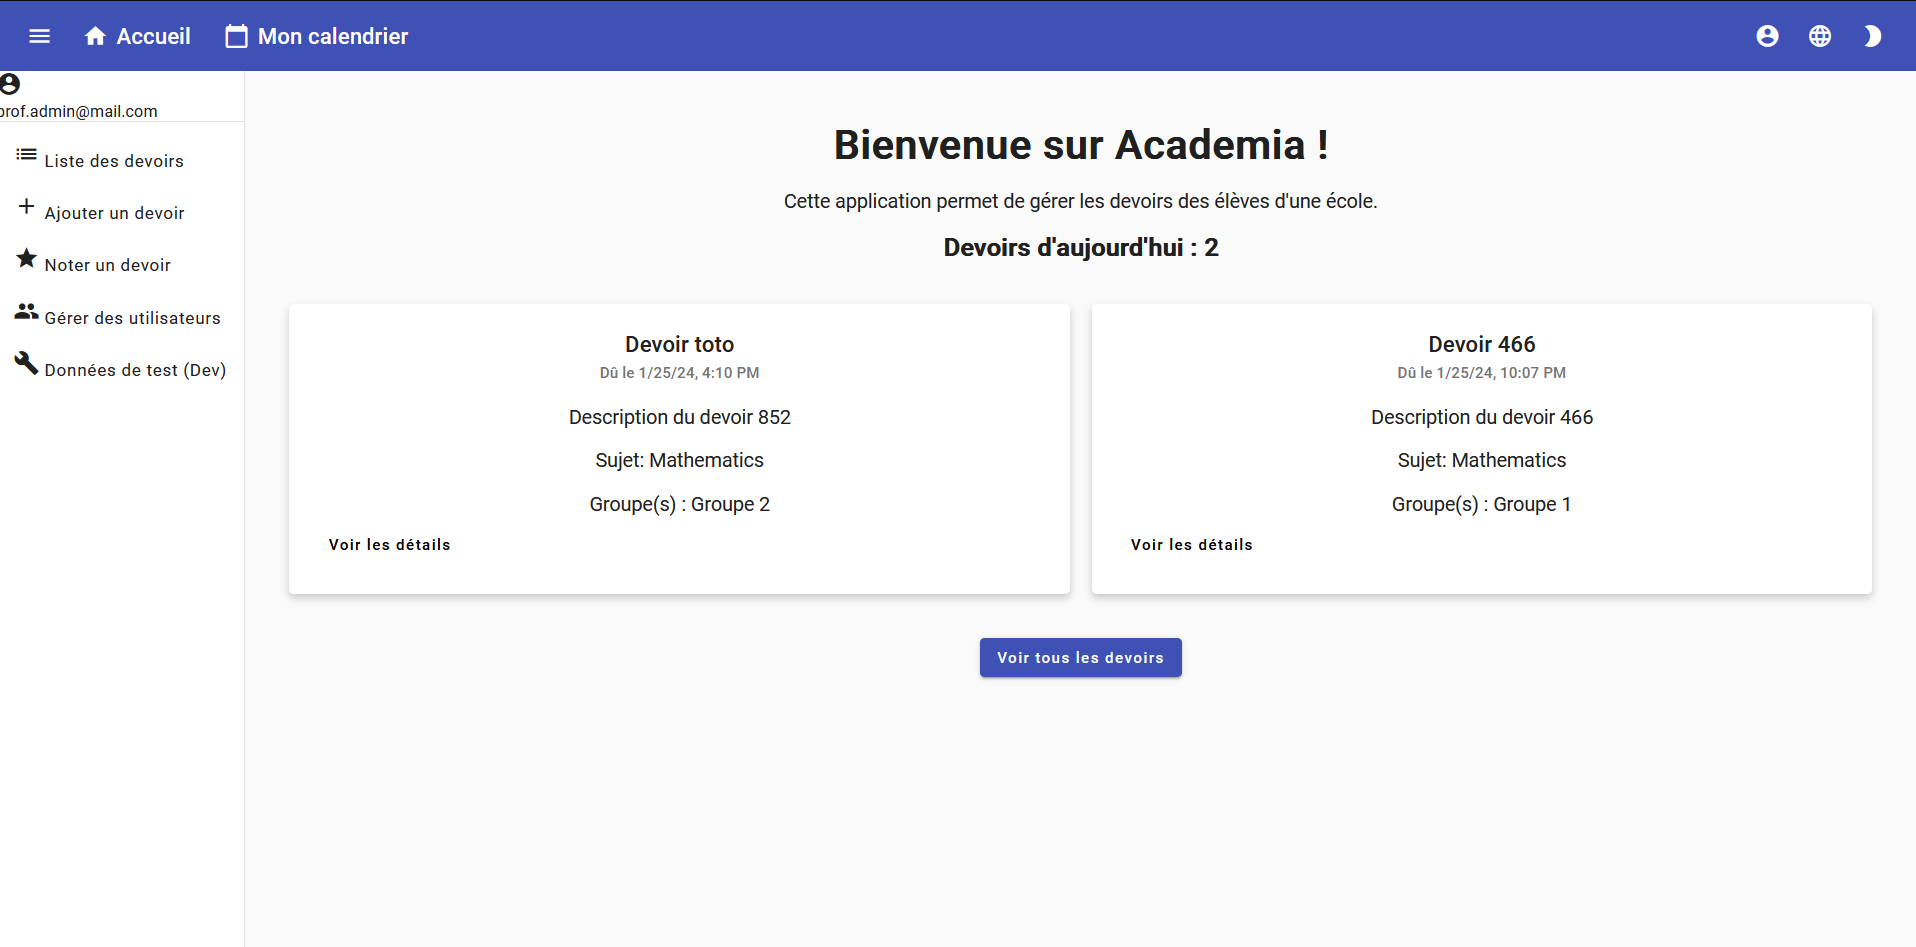 Accueil
Mon calendrier
prof.admin@mail.com
Liste des devoirs
Ajouter un devoir
Noter un devoir
Gérer des utilisateurs
Données de test (Dev)
Bienvenue sur Academia !
Cette application permet de gérer les devoirs des élèves d'une école.
Devoirs d'aujourd'hui : 2
Devoir toto
Dû le 1/25/24, 4:10 PM
Description du devoir 852
Sujet: Mathematics
Groupe(s) : Groupe 2
Voir les détails
Devoir 466
Dû le 1/25/24, 10:07 PM
Description du devoir 466
Sujet: Mathematics
Groupe(s) : Groupe 1
Voir les détails
Voir tous les devoirs